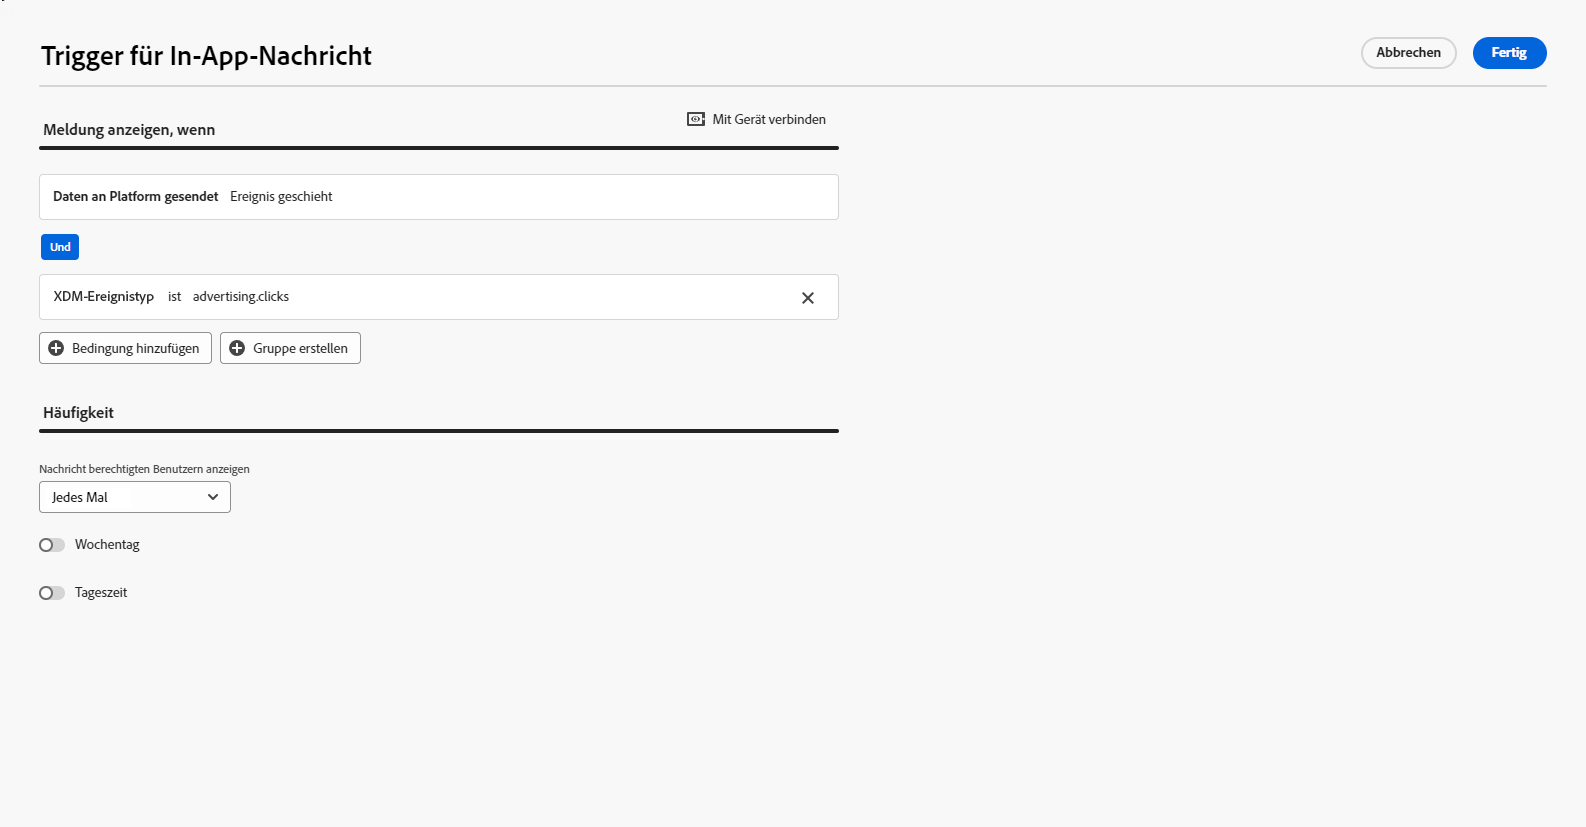 Trigger für In-App-Nachricht
Abbrechen
Fertig
Meldung anzeigen, wenn
Mit Gerät verbinden
Daten an Platform gesendet Ereignis geschieht
Und
XDM-Ereignistyp ist advertising.clicks
Bedingung hinzufügen
Gruppe erstellen
Häufigkeit
Nachricht berechtigten Benutzern anzeigen
Jedes Mal
Wochentag
Tageszeit